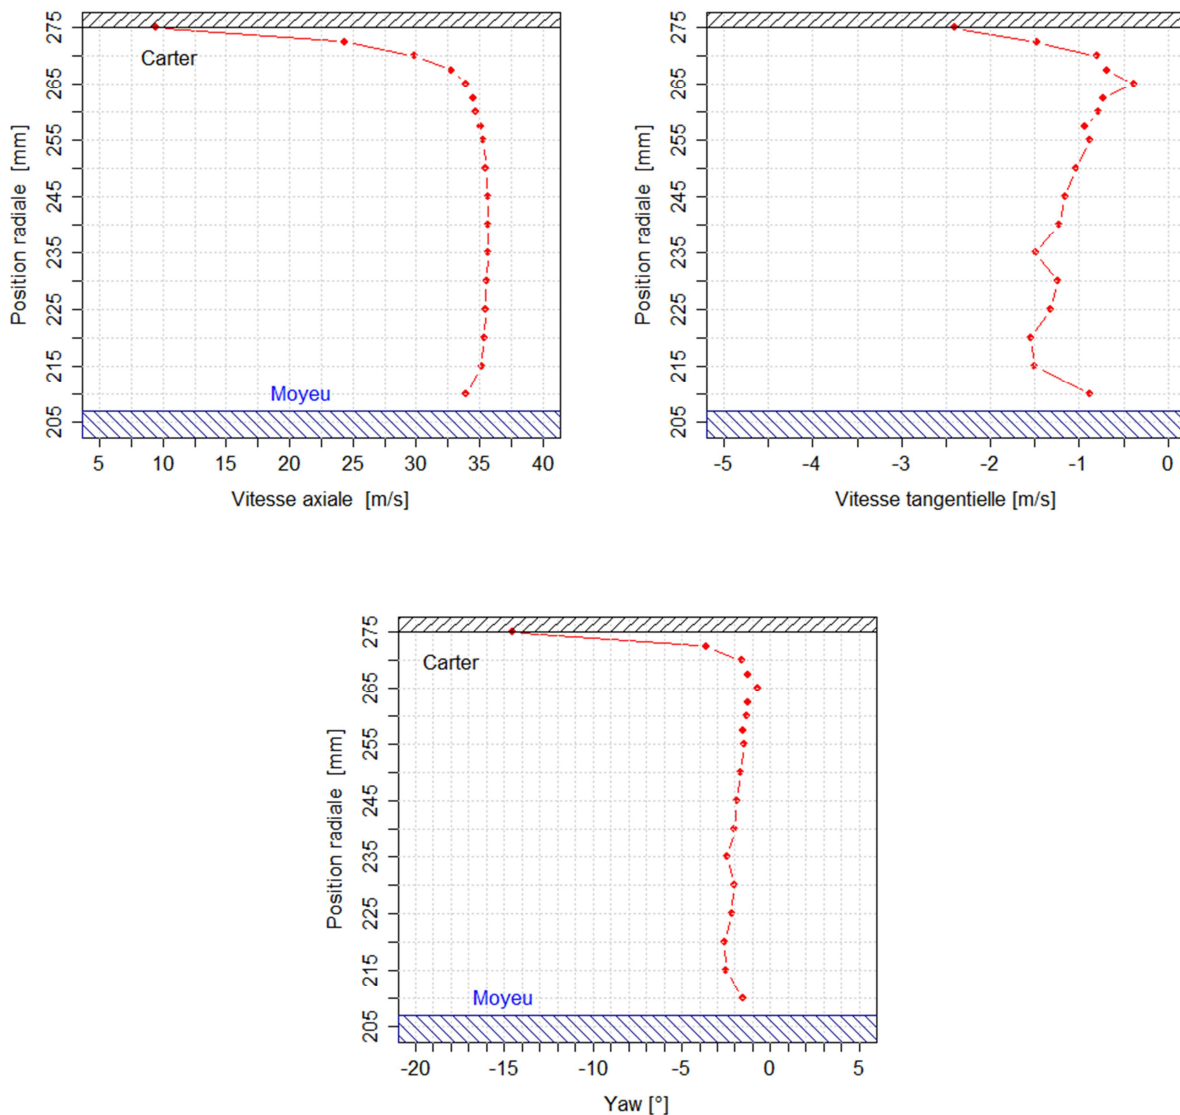 275
265
255
245
235
225
215
205
Position radiale [mm]
Carter
Moyeu
5 10 15 20 25 30 35 40
Vitesse axiale [m/s]
275
265
255
245
235
225
215
205
Position radiale [mm]
-5 -4 -3 -2 -1 0
Vitesse tangentielle [m/s]
275
265
255
245
235
225
215
205
Position radiale [mm]
Carter
Moyeu
-20 -15 -10 -5 0 5
Yaw [°]